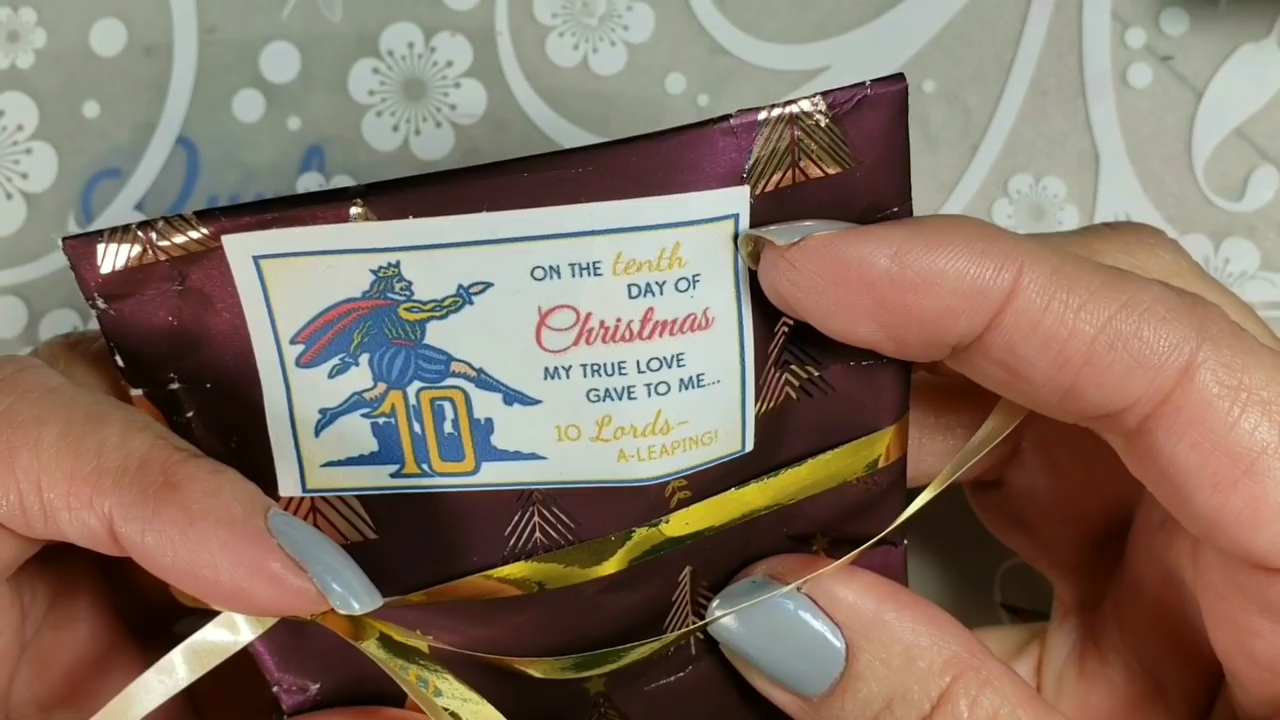 ON THE tenth
DAY OF
Christmas
MY TRUE LOVE
GAVE TO ME...
10 Lords-
A-LEAPING!
10